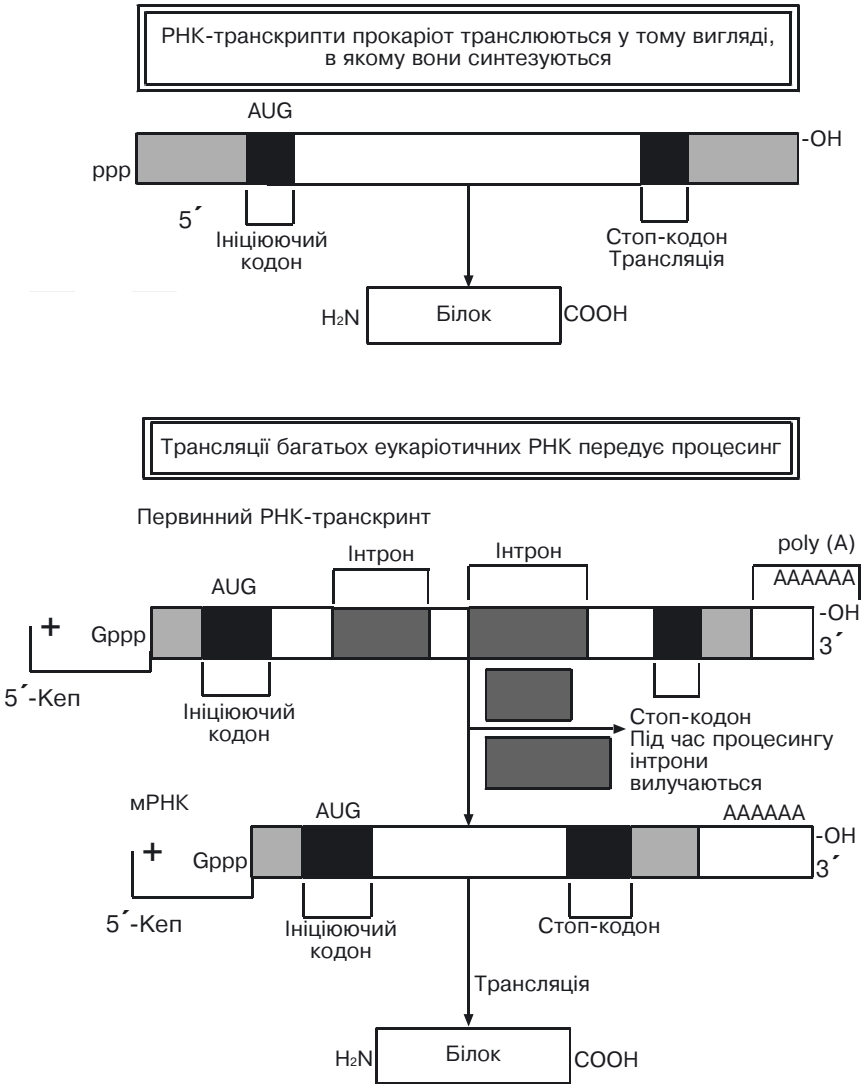 РНК-транскрипти прокаріот транслюються у тому вигляді,
в якому вони синтезуються
AUG
ppp
-OH
5´
Ініціюючий
кодон
Стоп-кодон
Трансляція
H₂N
Білок
COOH
Трансляції багатьох еукаріотичних РНК передує процесинг
Первинний РНК-транскринт
AUG
Інтрон
Інтрон
poly (A)
AAAAAA
+
Gppp
-OH
3´
5´-Кеп
Ініціюючий
кодон
Стоп-кодон
Під час процесингу
інтрони
вилучаються
мРНК
AUG
AAAAAA
+
Gppp
-OH
3´
5´-Кеп
Ініціюючий
кодон
Стоп-кодон
Трансляція
H₂N
Білок
COOH